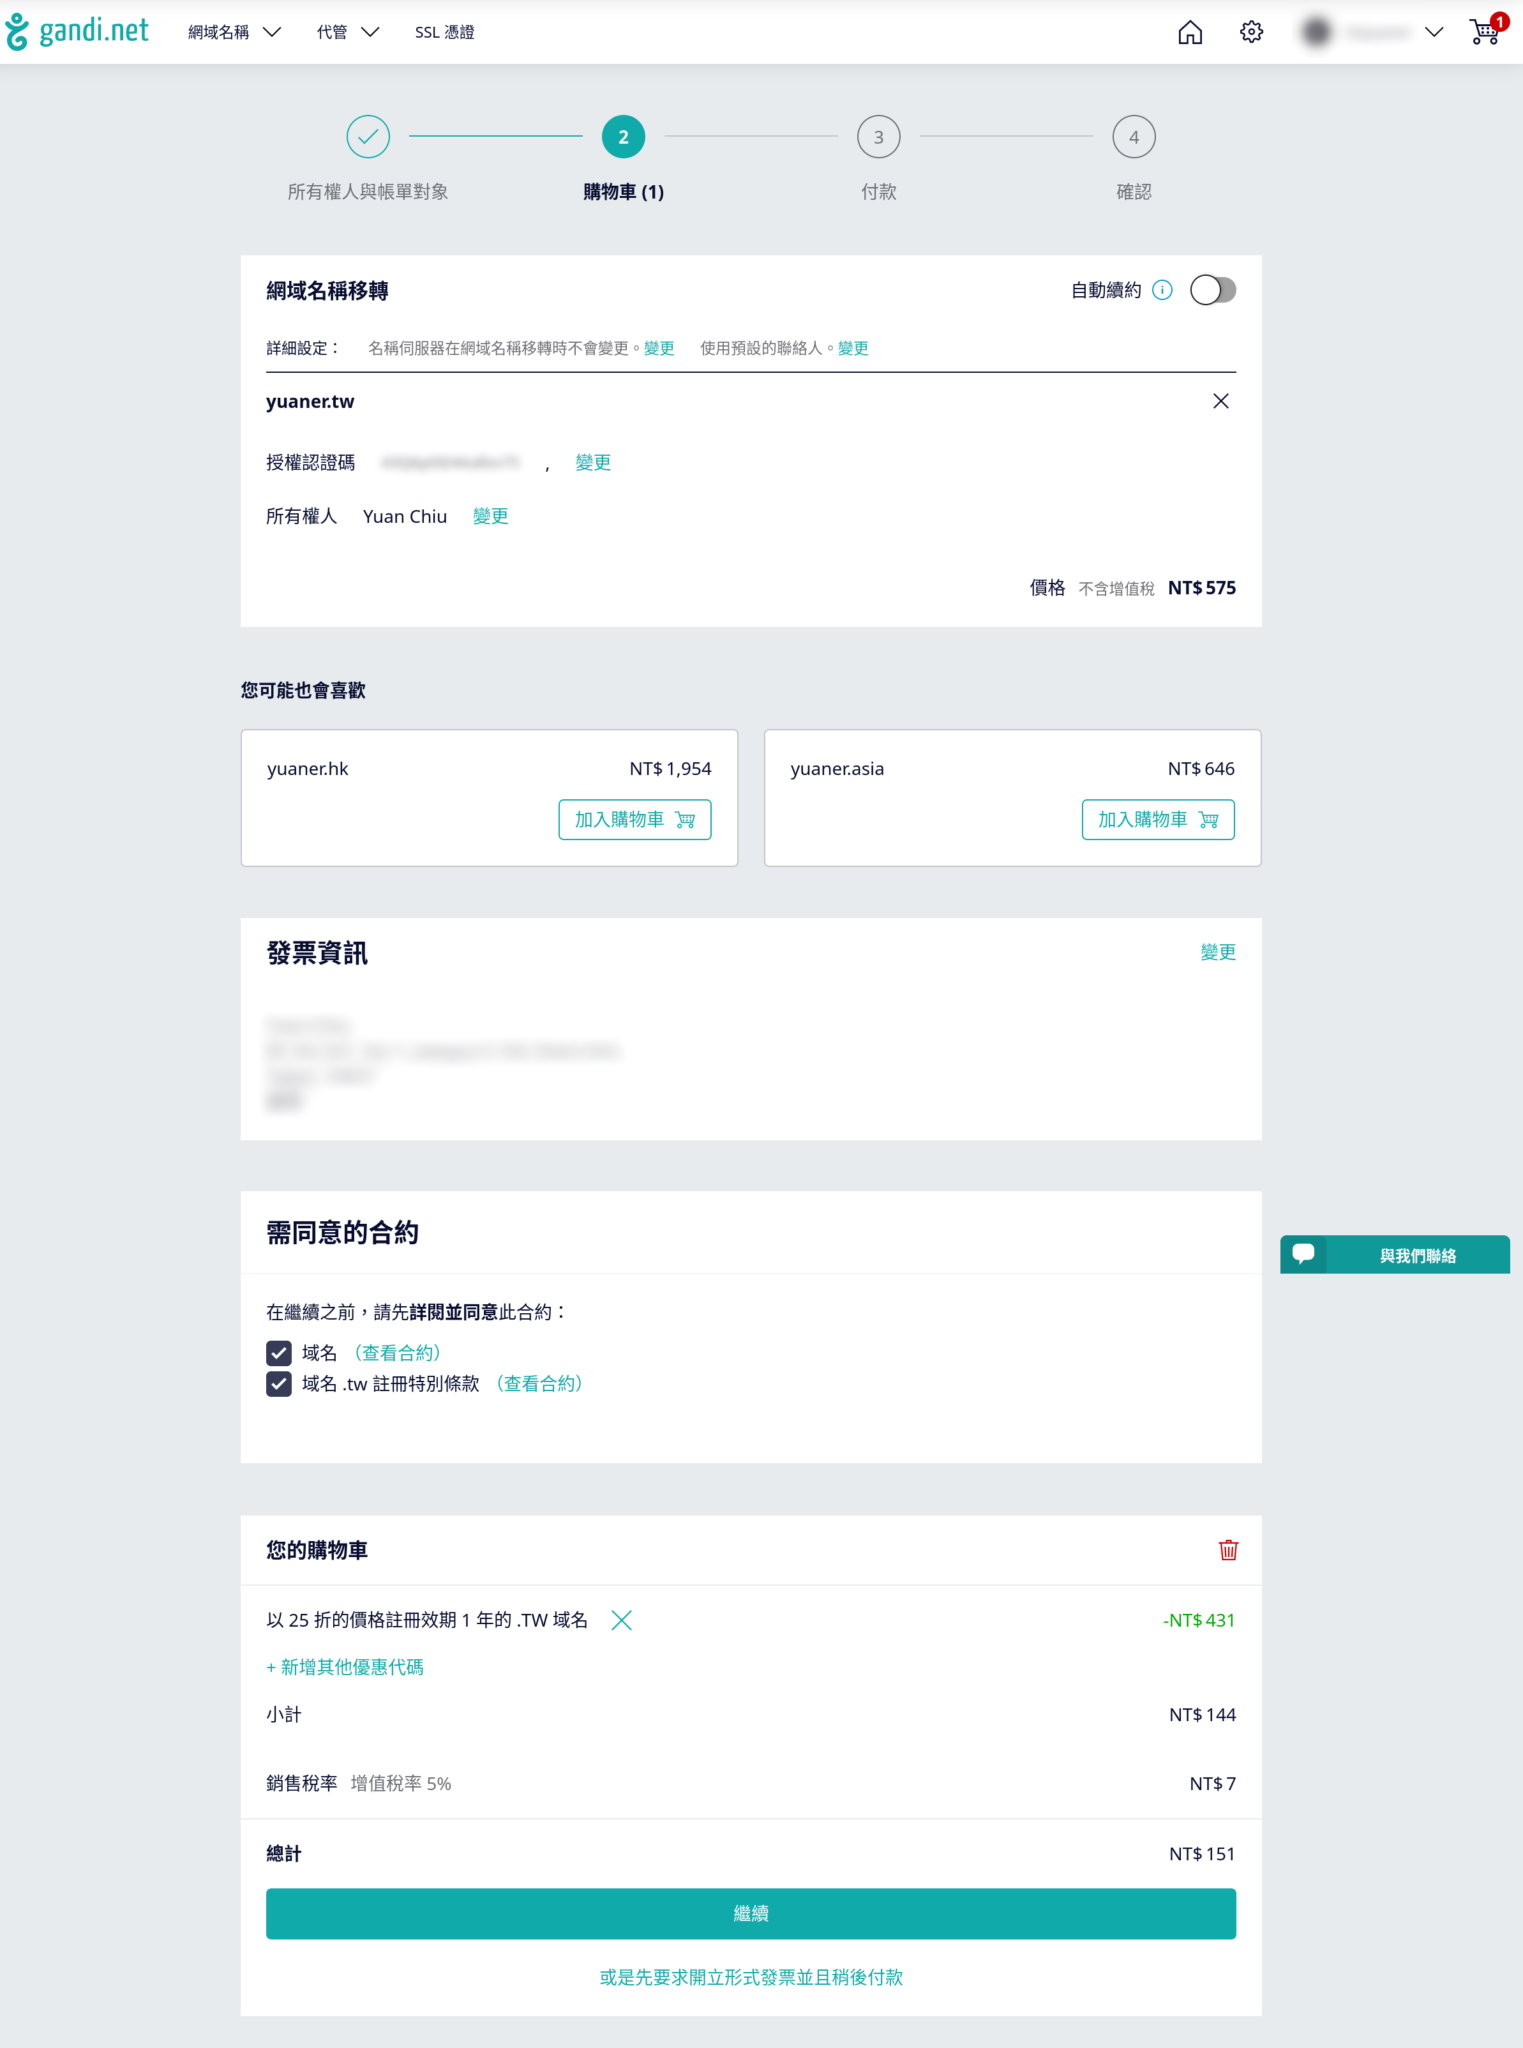 gandi.net 網域名稱 代管 SSL 憑證 1
2 3 4
所有權人與帳單對象 購物車 (1) 付款 確認
網域名稱移轉 自動續約
詳細設定： 名稱伺服器在網域名稱移轉時不會變更。變更 使用預設的聯絡人。變更
yuaner.tw
授權認證碼 , 變更
所有權人 Yuan Chiu 變更
價格 不含增值稅 NT$ 575
您可能也會喜歡
yuaner.hk NT$ 1,954
加入購物車
yuaner.asia NT$ 646
加入購物車
發票資訊 變更
需同意的合約
與我們聯絡
在繼續之前，請先詳閱並同意此合約：
域名 （查看合約）
域名 .tw 註冊特別條款 （查看合約）
您的購物車
以 25 折的價格註冊效期 1 年的 .TW 域名 -NT$ 431
+ 新增其他優惠代碼
小計 NT$ 144
銷售稅率 增值稅率 5% NT$ 7
總計 NT$ 151
繼續
或是先要求開立形式發票並且稍後付款